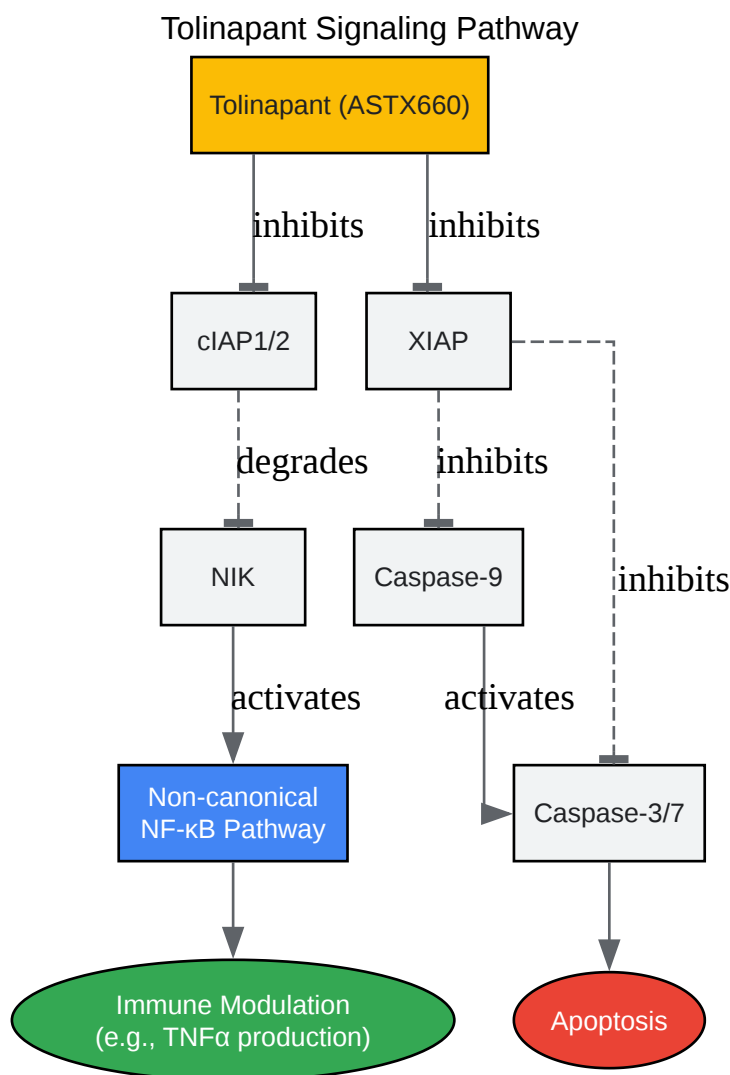 Tolinapant Signaling Pathway
Tolinapant (ASTX660)
inhibits
inhibits
cIAP1/2
XIAP
degrades
inhibits
NIK
Caspase-9
inhibits
activates
activates
Non-canonical
NF-κB Pathway
Caspase-3/7
Immune Modulation
(e.g., TNFα production)
Apoptosis